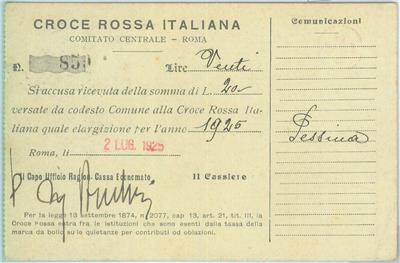 CROCE ROSSA ITALIANA
COMITATO CENTRALE - ROMA
N. 850 Lire Venti
Si accusa ricevuta della somma di L. 20-
versate da codesto Comune alla Croce Rossa Ita-
liana quale elargizione per l'anno 1925
Roma, li 2 LUG. 1925
Il Capo Ufficio Ragion. Cassa Economato Il Cassiere
Per la legge 13 settembre 1874, n. 2077, cap 13, art. 21, tit. III, la
Croce Rossa entra fra le istituzioni che sono esenti dalla tassa della
marca da bollo sulle quietanze per contributi od oblazioni.
Comunicazioni
Pessina